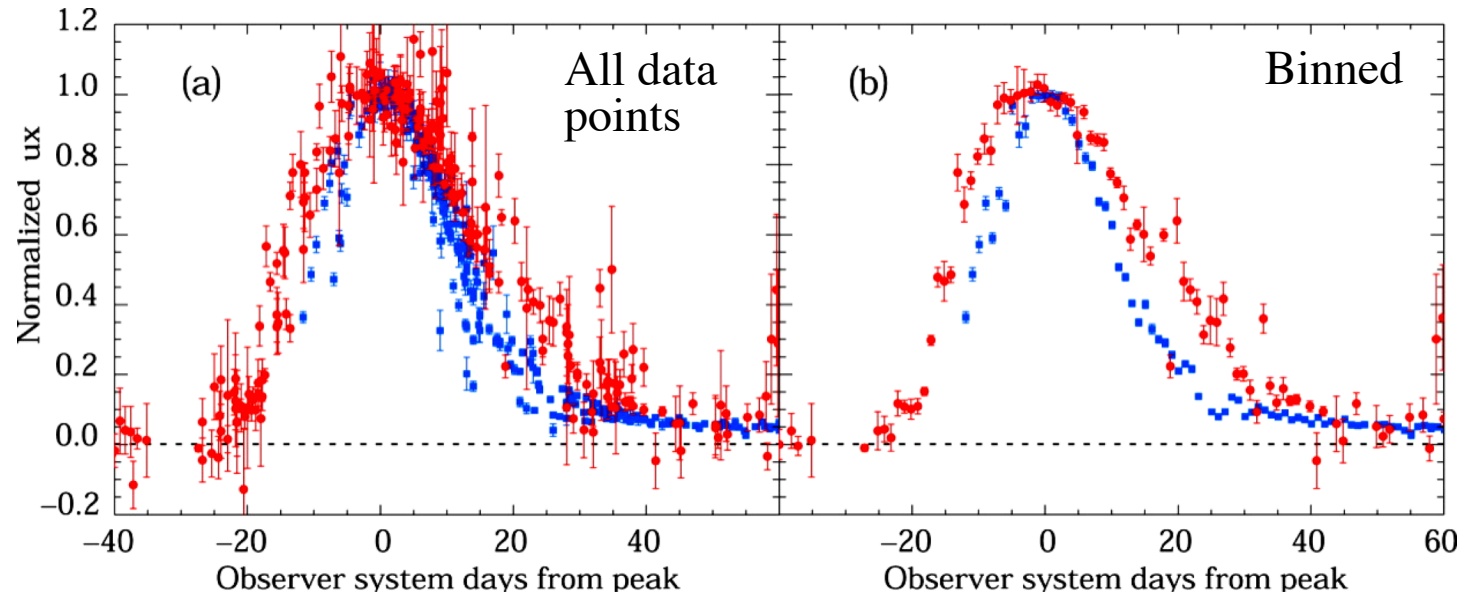 1.2
1.0
0.8
0.6
0.4
0.2
0.0
−0.2
Normalized ux
(a)
All data
points
−40
−20
0
20
40
Observer system days from peak
(b)
Binned
−20
0
20
40
60
Observer system days from peak